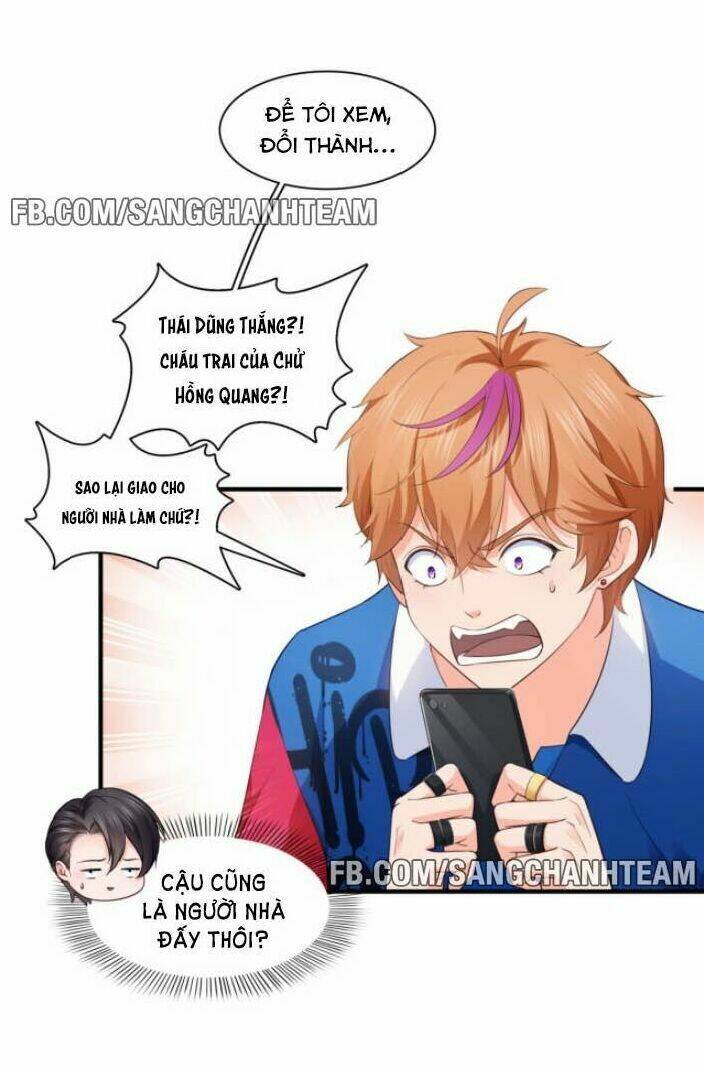 ĐỂ TÔI XEM,
ĐỔI THÀNH...
FB.COM/SANGCHANHTEAM
THÁI DŨNG THẮNG?!
CHÁU TRAI CỦA CHỬ
HỒNG QUANG?!
SAO LẠI GIAO CHO
NGƯỜI NHÀ LÀM CHỨ?!
FB.COM/SANGCHANHTEAM
CẬU CŨNG
LÀ NGƯỜI NHÀ
ĐẤY THÔI?